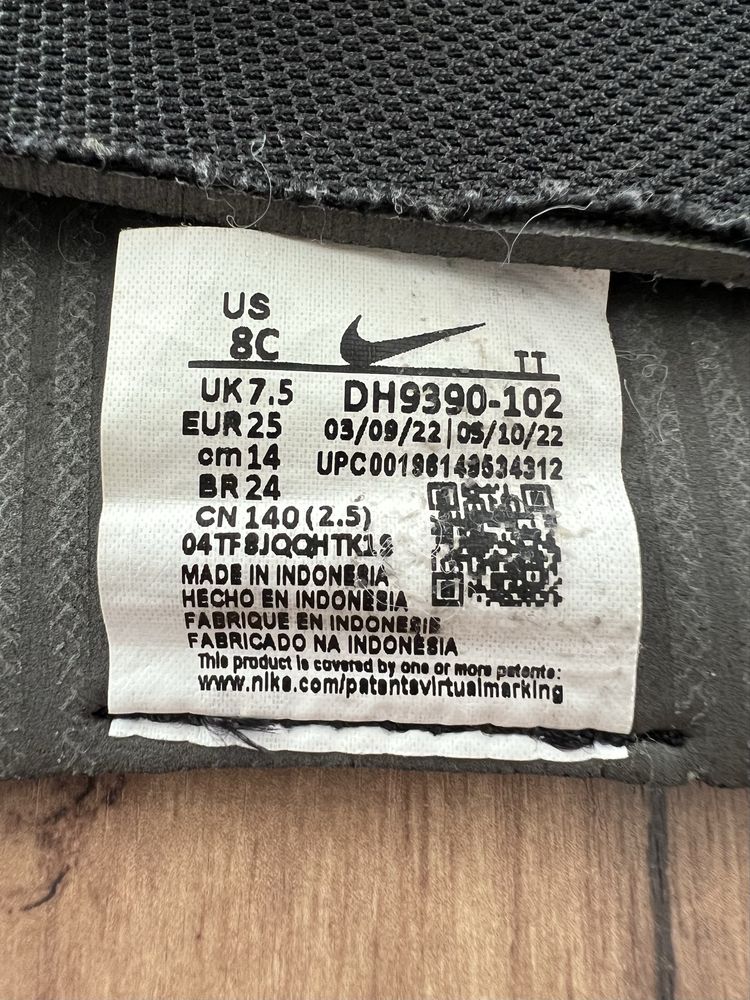 US
8C
TT
UK 7.5
DH9390-102
EUR 25
03/09/22 | 05/10/22
cm 14
UPC00196149534312
BR 24
CN 140 (2.5)
MADE IN INDONESIA
HECHO EN INDONESIA
FABRIQUE EN INDONESIE
FABRICADO NA INDONESIA
This product is covered by one or more patents:
www.nike.com/patentsvirtualmarking